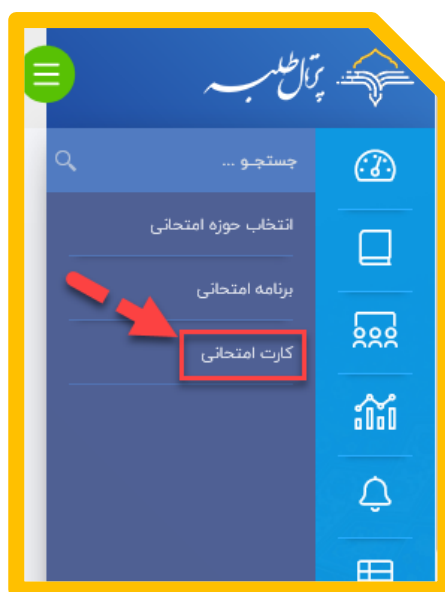 پرتال طلبه
جستجو ...
انتخاب حوزه امتحانی
برنامه امتحانی
کارت امتحانی